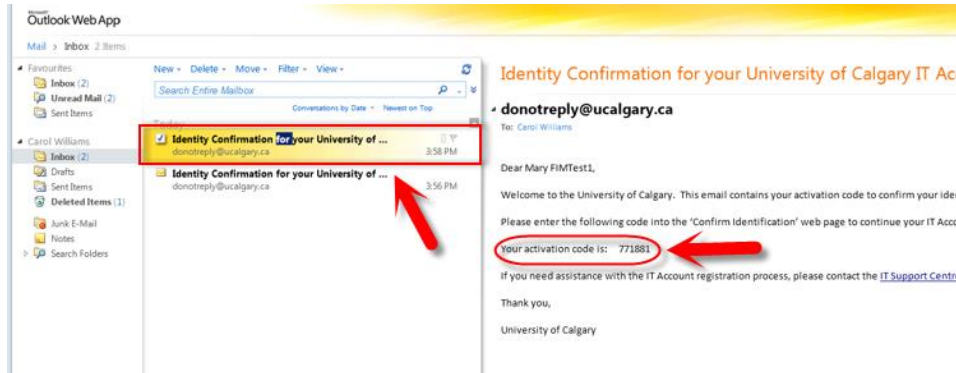 Microsoft
Outlook Web App
Mail > Inbox 2 Items
Favourites
Inbox (2)
Unread Mail (2)
Sent Items
Carol Williams
Inbox (2)
Drafts
Sent Items
Deleted Items (1)
Junk E-Mail
Notes
Search Folders
New Delete Move Filter View
Search Entire Mailbox
Conversations by Date Newest on Top
Today
Identity Confirmation for your University of ...
donotreply@ucalgary.ca 3:58 PM
Identity Confirmation for your University of ...
donotreply@ucalgary.ca 3:56 PM
Identity Confirmation for your University of Calgary IT Ac
donotreply@ucalgary.ca
To: Carol Williams
Dear Mary FIMTest1,
Welcome to the University of Calgary. This email contains your activation code to confirm your ide
Please enter the following code into the 'Confirm Identification' web page to continue your IT Acco
Your activation code is: 771881
If you need assistance with the IT Account registration process, please contact the IT Support Centre
Thank you,
University of Calgary